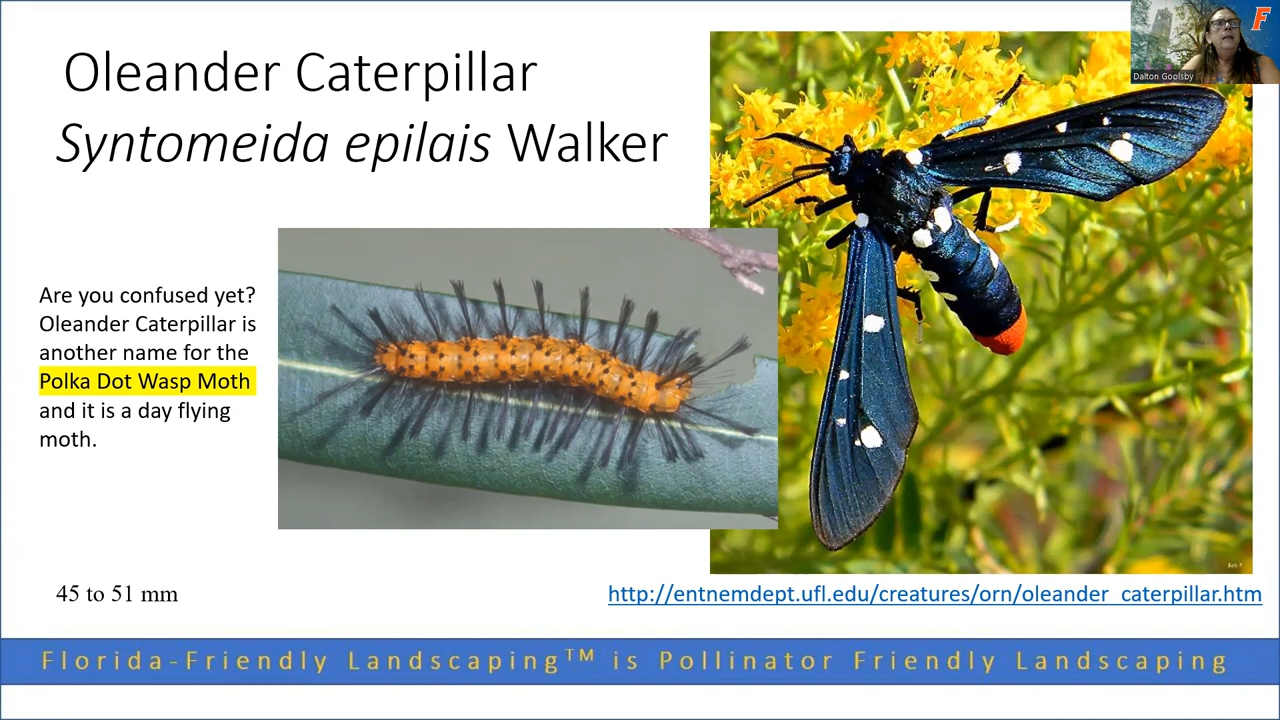 Oleander Caterpillar
Syntomeida epilais Walker
F
Dalton Goolsby
Are you confused yet?
Oleander Caterpillar is
another name for the
Polka Dot Wasp Moth
and it is a day flying
moth.
45 to 51 mm
http://entnemdept.ufl.edu/creatures/orn/oleander_caterpillar.htm
Florida-Friendly Landscaping™ is Pollinator Friendly Landscaping